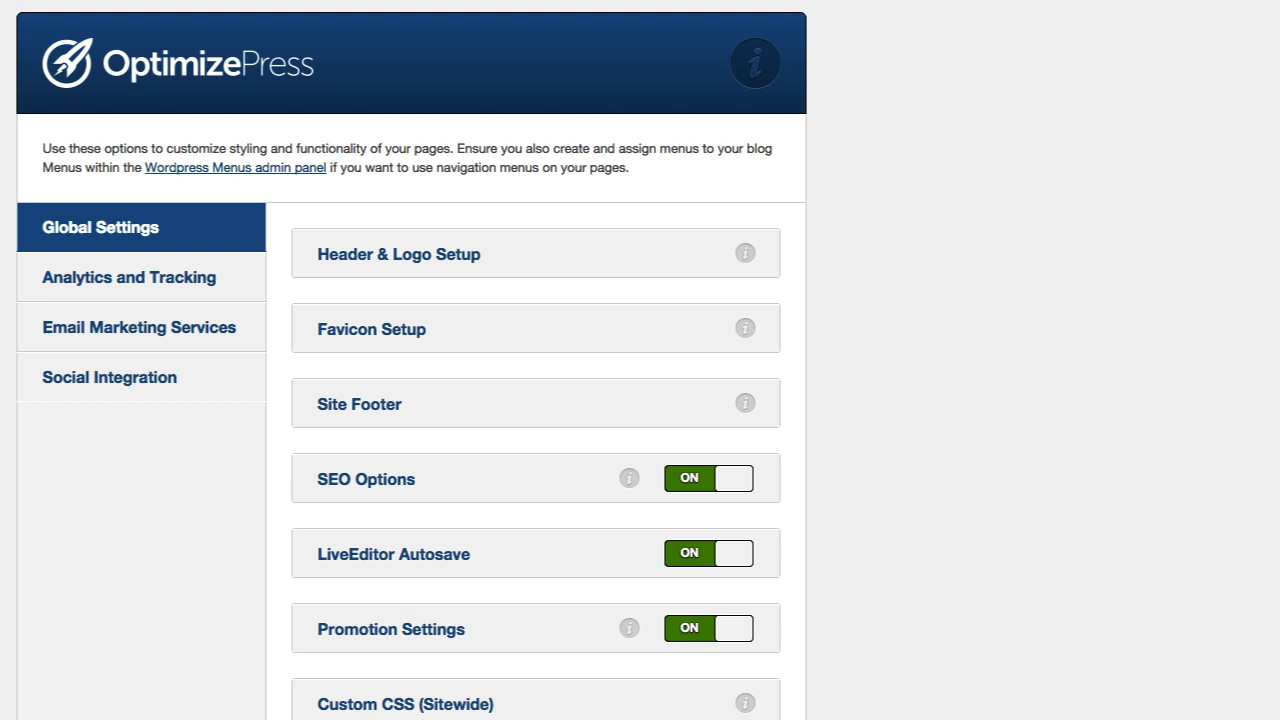 OptimizePress
Use these options to customize styling and functionality of your pages. Ensure you also create and assign menus to your blog
Menus within the Wordpress Menus admin panel if you want to use navigation menus on your pages.
Global Settings
Analytics and Tracking
Email Marketing Services
Social Integration
Header & Logo Setup
Favicon Setup
Site Footer
SEO Options ON
LiveEditor Autosave ON
Promotion Settings ON
Custom CSS (Sitewide)